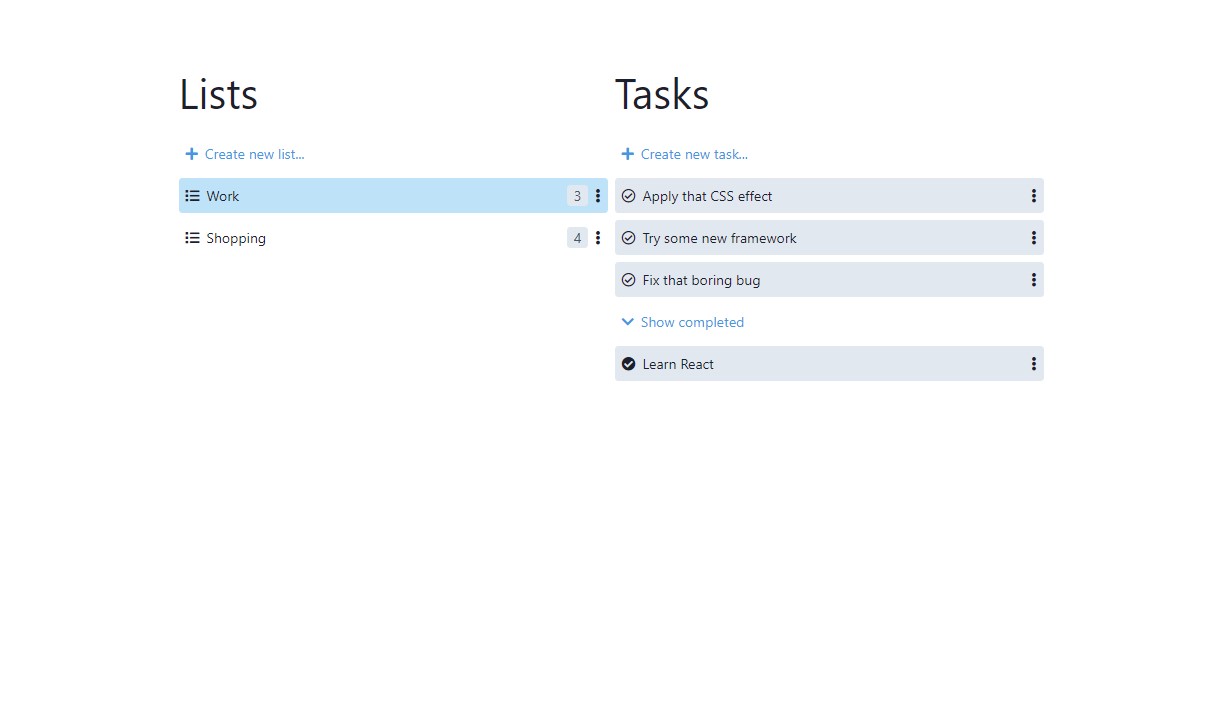 Lists
Create new list...
Work 3
Shopping 4
Tasks
Create new task...
Apply that CSS effect
Try some new framework
Fix that boring bug
Show completed
Learn React